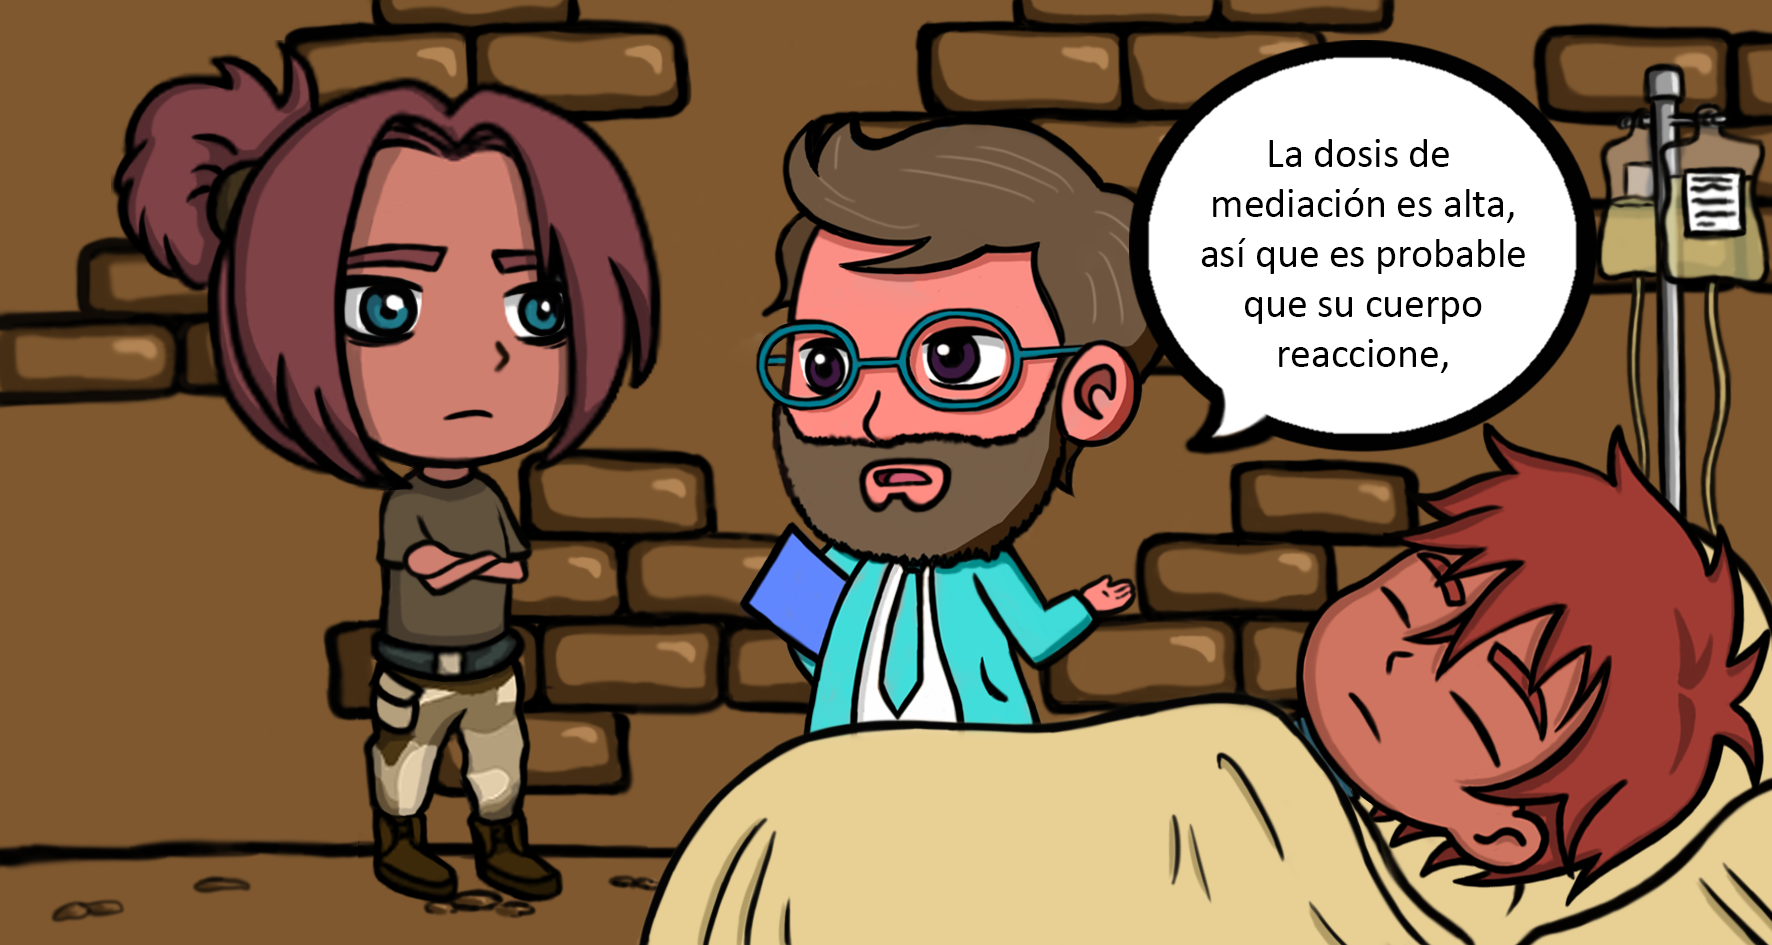 La dosis de
mediación es alta,
así que es probable
que su cuerpo
reaccione,